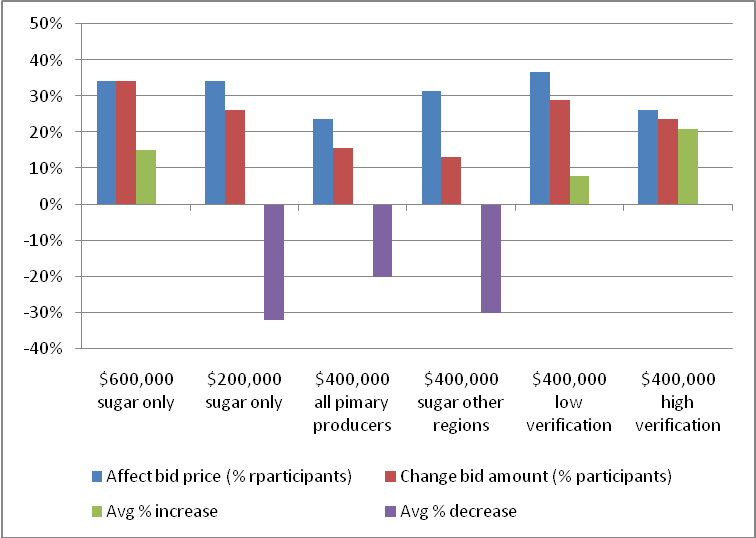 50%
40%
30%
20%
10%
0%
-10%
-20%
-30%
-40%
$600,000
sugar only
$200,000
sugar only
$400,000
all pimary
producers
$400,000
sugar other
regions
$400,000
low
verification
$400,000
high
verification
Affect bid price (% rparticipants)
Change bid amount (% participants)
Avg % increase
Avg % decrease